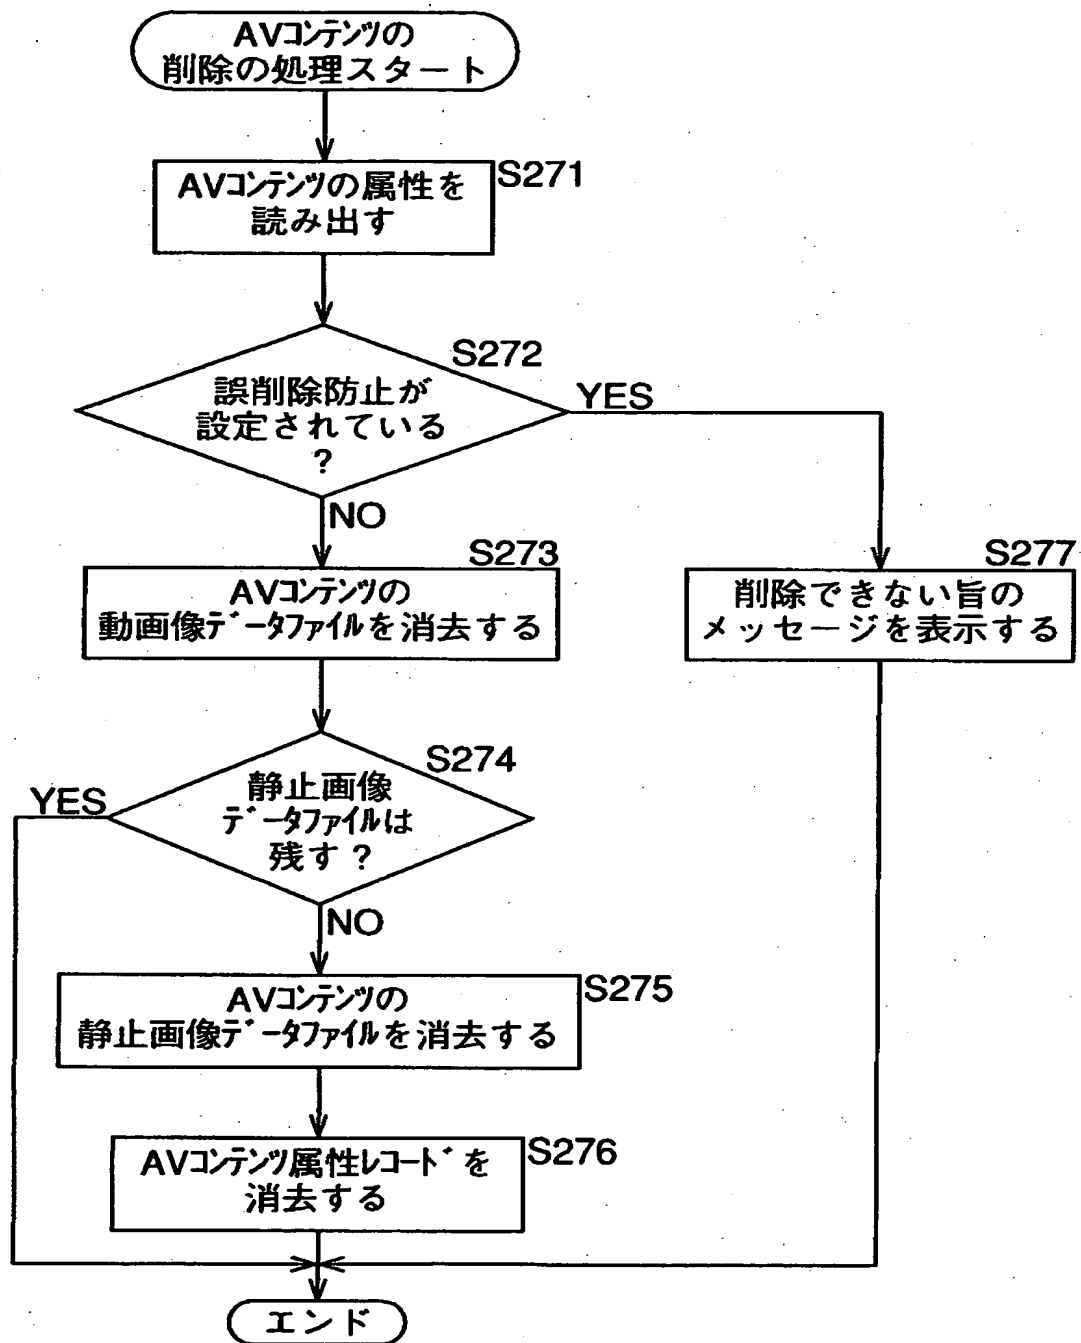 AVコンテンツの
削除の処理スタート
S271
AVコンテンツの属性を
読み出す
S272
誤削除防止が
設定されている
?
YES
NO
S273
AVコンテンツの
動画像データファイルを消去する
S277
削除できない旨の
メッセージを表示する
S274
静止画像
データファイルは
残す?
YES
NO
S275
AVコンテンツの
静止画像データファイルを消去する
S276
AVコンテンツ属性レコードを
消去する
エンド